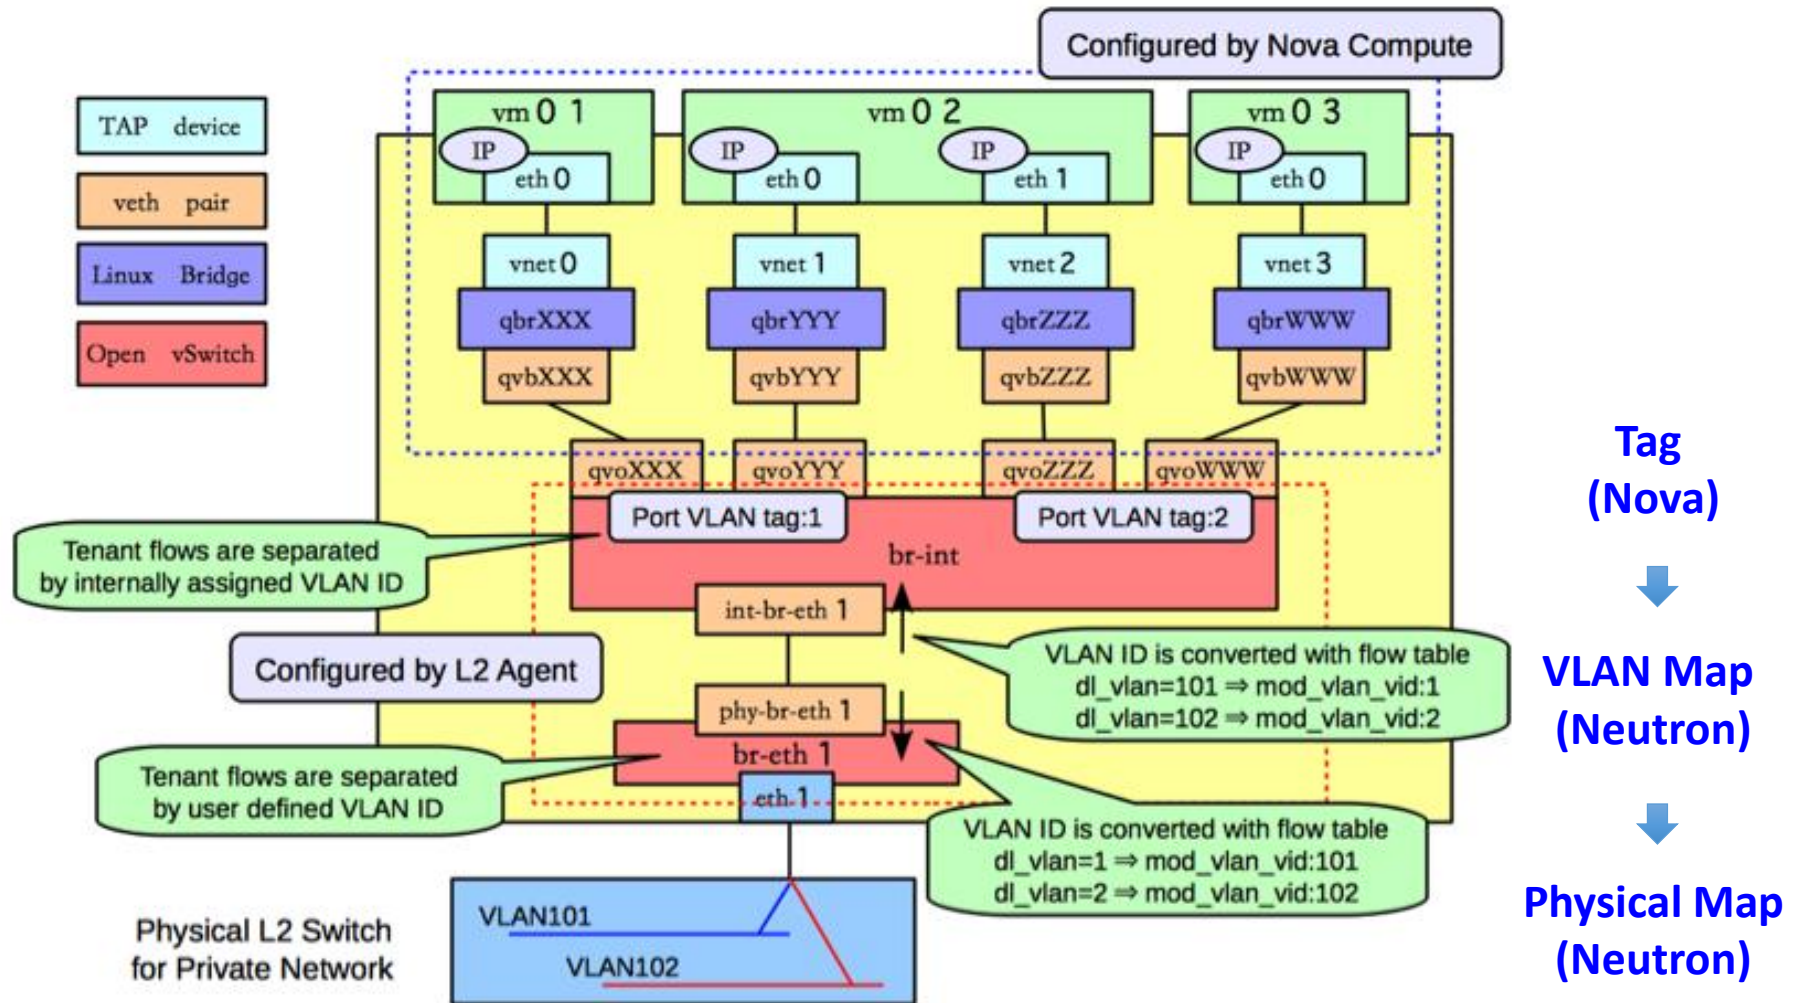 Configured by Nova Compute
TAP device
veth pair
Linux Bridge
Open vSwitch
vm 0 1
vm 0 2
vm 0 3
IP
IP
IP
IP
eth 0
eth 0
eth 1
eth 0
vnet 0
vnet 1
vnet 2
vnet 3
qbrXXX
qbrYYY
qbrZZZ
qbrWWW
qvbXXX
qvbYYY
qvbZZZ
qvbWWW
qvoXXX
qvoYYY
qvoZZZ
qvoWWW
Port VLAN tag:1
Port VLAN tag:2
br-int
Tenant flows are separated
by internally assigned VLAN ID
int-br-eth 1
Configured by L2 Agent
VLAN ID is converted with flow table
dl_vlan=101 ⇒ mod_vlan_vid:1
dl_vlan=102 ⇒ mod_vlan_vid:2
phy-br-eth 1
br-eth 1
eth 1
Tenant flows are separated
by user defined VLAN ID
VLAN ID is converted with flow table
dl_vlan=1 ⇒ mod_vlan_vid:101
dl_vlan=2 ⇒ mod_vlan_vid:102
Physical L2 Switch
for Private Network
VLAN101
VLAN102
Tag
(Nova)
VLAN Map
(Neutron)
Physical Map
(Neutron)